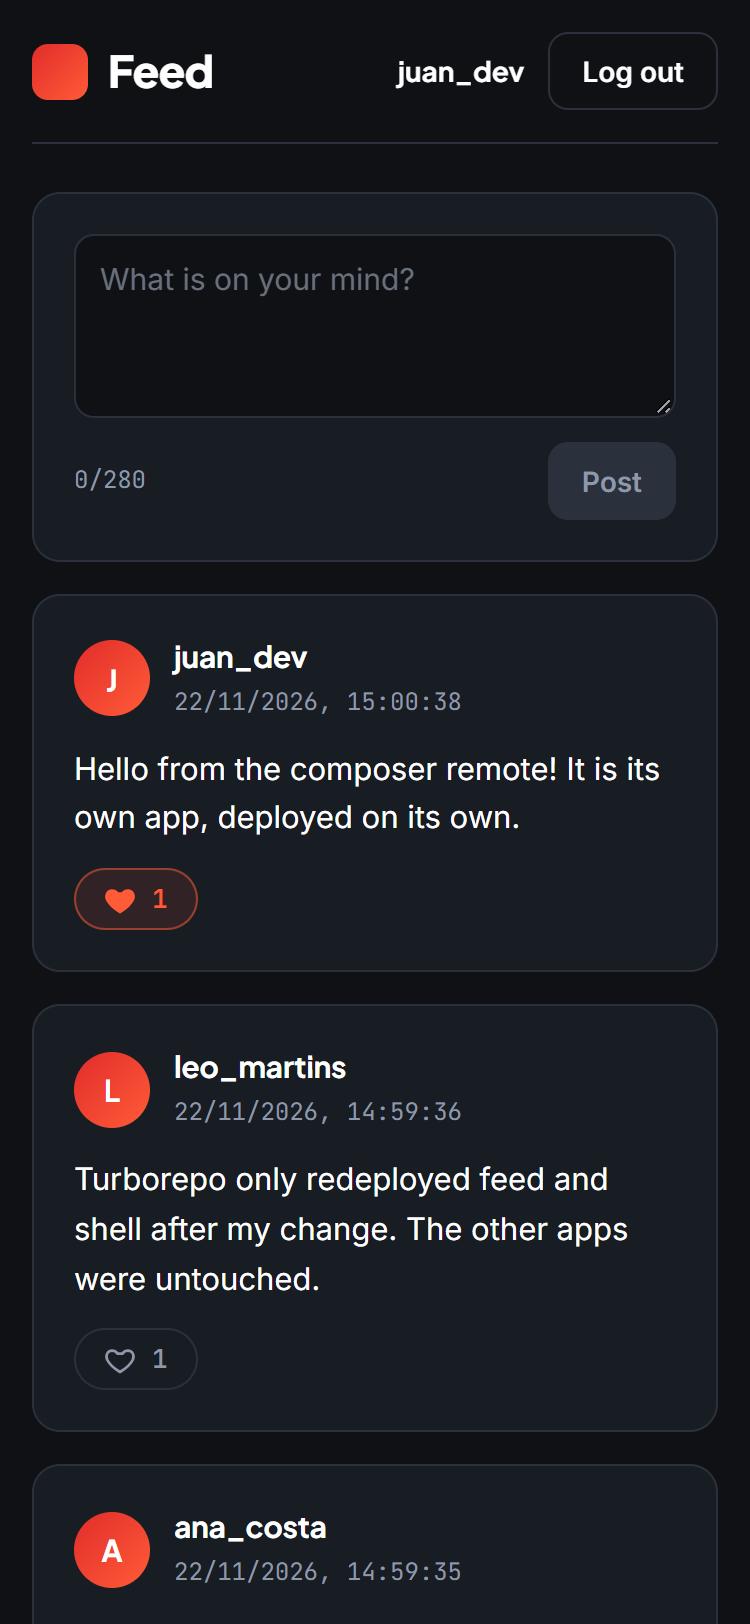 Feed
juan_dev
Log out
What is on your mind?
0/280
Post
J
juan_dev
22/11/2026, 15:00:38
Hello from the composer remote! It is its
own app, deployed on its own.
1
L
leo_martins
22/11/2026, 14:59:36
Turborepo only redeployed feed and
shell after my change. The other apps
were untouched.
1
A
ana_costa
22/11/2026, 14:59:35